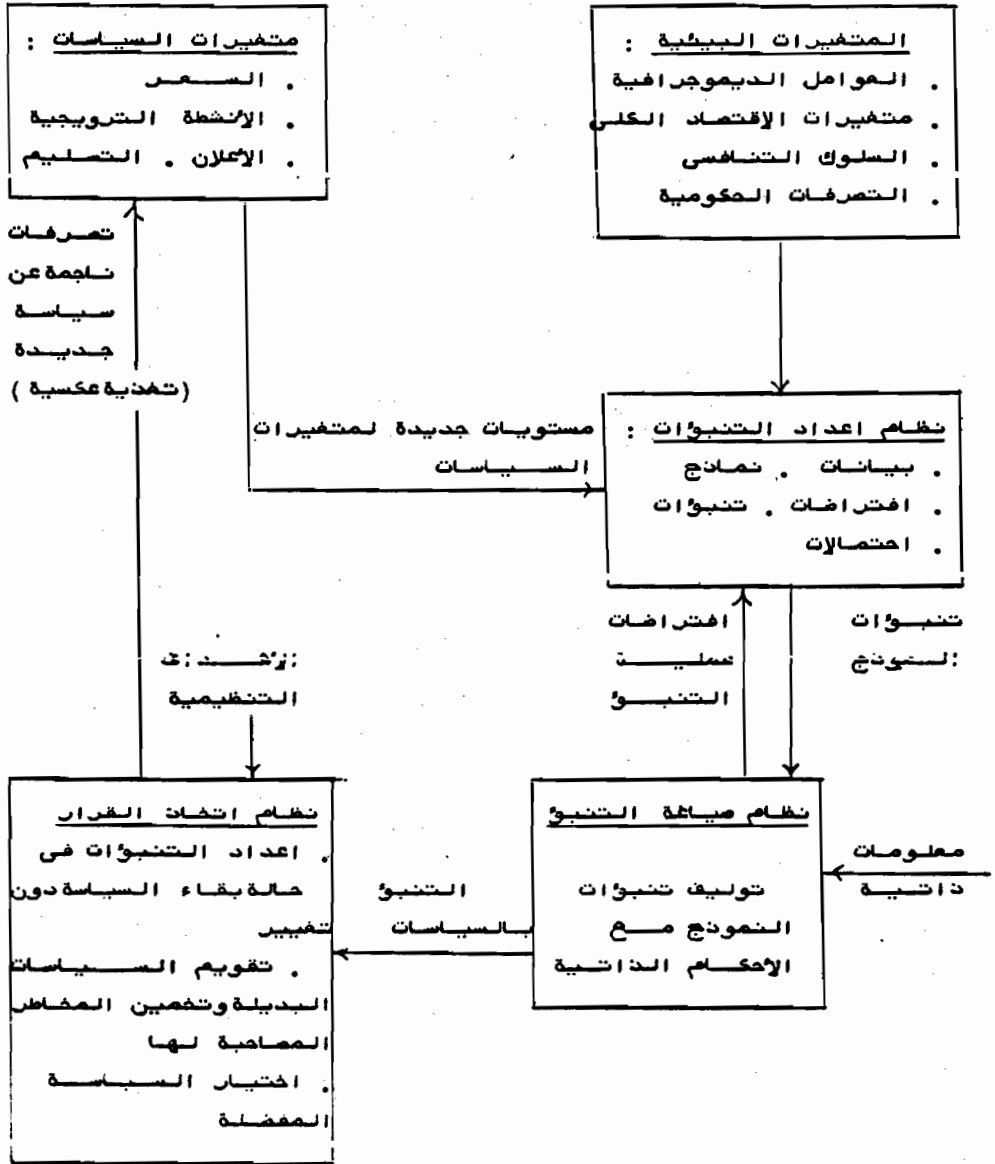 المتغيرات البيئية :
. العوامل الديموجرافية
. متغيرات الإقتصاد الكلى
. السلوك التنافسى
. التصرفات الحكومية
متغيرات السياسات :
. السعر
. الأنشطة الترويجية
. الأعلان . التسليم
تصرفات
ناجمة عن
سياسة
جديدة
(تغذية عكسية)
مستويات جديدة لمتغيرات
السياسات
نظام اعداد التنبؤات :
. بيانات . نماذج
. افتراضات . تنبؤات
. احتمالات
تنبؤات
النموذج
افتراضات
عملية
التنبؤ
التنظيمية
نظام صياغة التنبؤ
توليف تنبؤات
النموذج مع
الأحكام الذاتية
معلومات
ذاتية
التنبؤ
بالسياسات
نظام اتخاذ القرار
. اعداد التنبؤات فى
حالة بقاء السياسة دون
تغيير
. تقويم السياسات
البديلة وتخمين المخاطر
المصاحبة لها
. اختيار السياسة
المفضلة